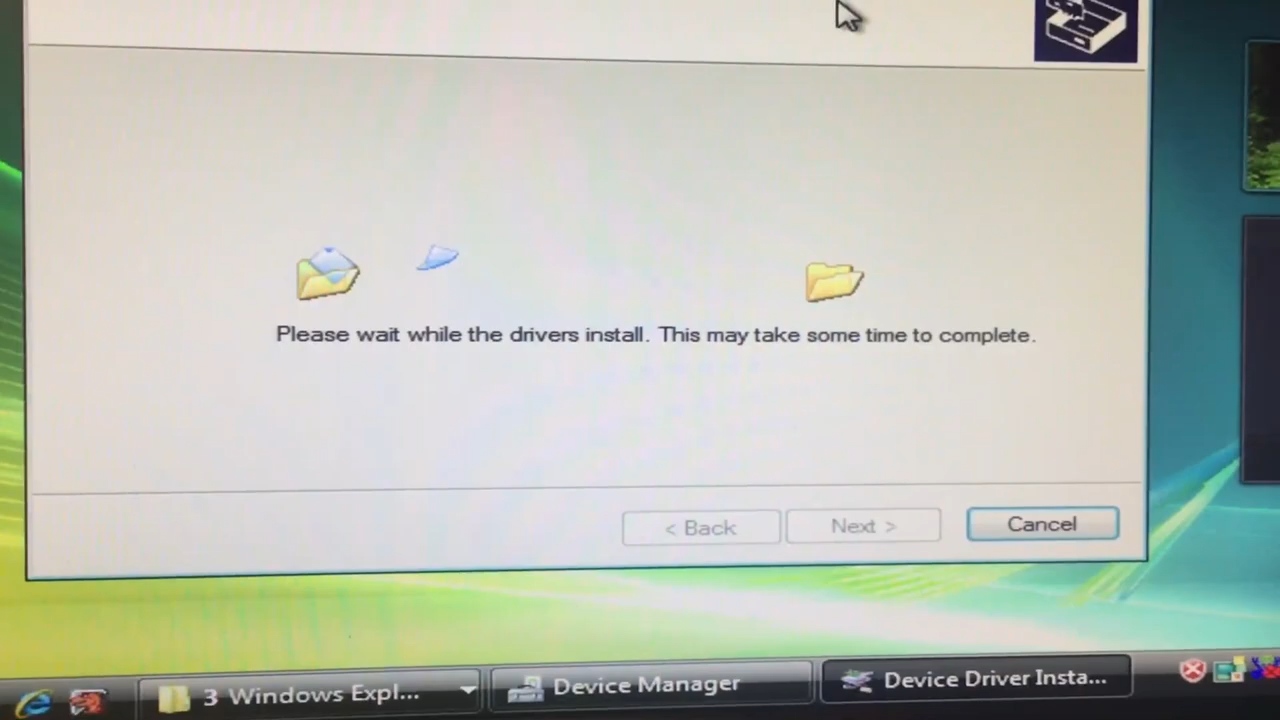 Please wait while the drivers install. This may take some time to complete.
< Back
Next >
Cancel
3 Windows Expl...
Device Manager
Device Driver Insta...